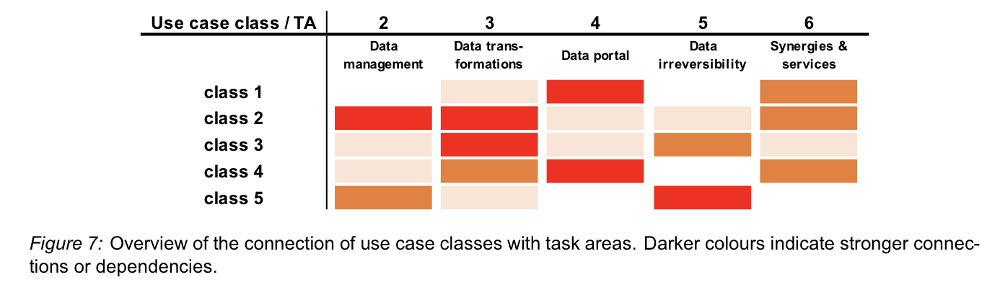 Use case class / TA 2 3 4 5 6
Data management Data trans-formations Data portal Data irreversibility Synergies & services
class 1
class 2
class 3
class 4
class 5
Figure 7: Overview of the connection of use case classes with task areas. Darker colours indicate stronger connec-
tions or dependencies.